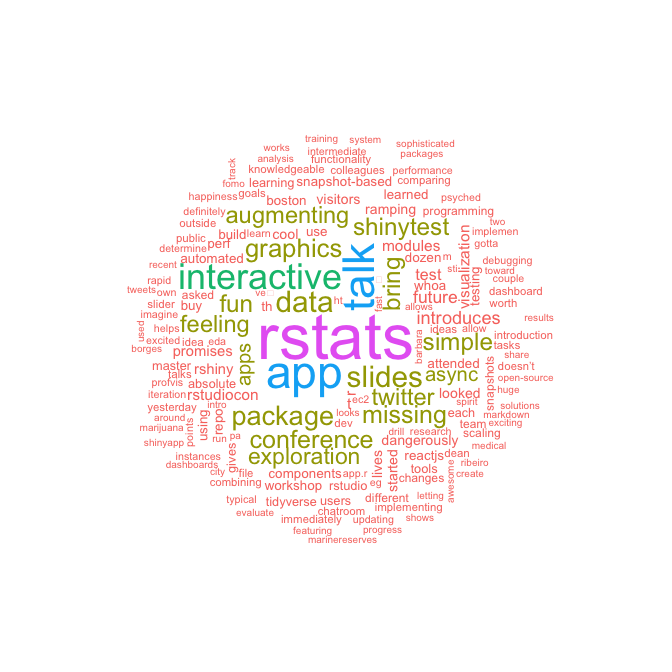 training system sophisticated
works intermediate packages
analysis functionality
track knowledgeable colleagues performance
fomo learning snapshot-based comparing
happiness goals boston visitors learned psyched
definitely augmenting ramping programming two
outside build learn cool use shinytest implemen
public perf graphics modules gotta
determine automated talk dozen m visualization debugging
recent interactive bring test sti testing toward
rapid own asked ve whoa couple
tweets slider buy fun th data ht fast future dashboard
imagine feeling rstats allows introduces worth
used excited promises barbara ideas allow results
helps idea eda simple introduction
borges apps app attended tasks
master rshiny slides async snapshots share
talks absolute doesn't
profvis rstudiocon r twitter looked open-source
iteration intro t ec2 spirit huge
yesterday repo package looks missing each markdown solutions
around using dev team exciting
marijuana points conference drill research scaling
shinyapp run pa dangerously medical
gives exploration lives reactjs dean
instances started tools ribeiro
dashboards city file components app.r eg changes create
combining workshop rstudio awesome
typical tidyverse users different letting
evaluate chatroom implementing
immediately updating shows
featuring progress
marinereserves